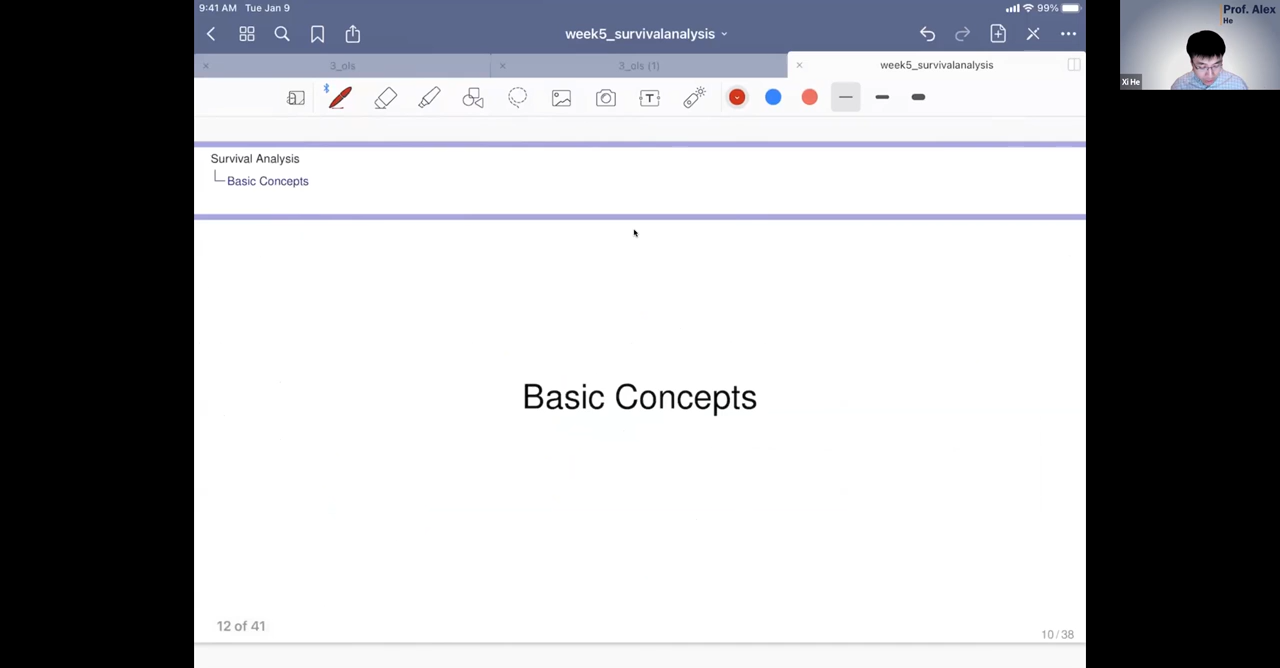 9:41 AM Tue Jan 9
99%
week5_survivalanalysis
3_ols
3_ols (1)
week5_survivalanalysis
T
Survival Analysis
Basic Concepts
Basic Concepts
12 of 41
10 / 38
Prof. Alex
He
Xi He